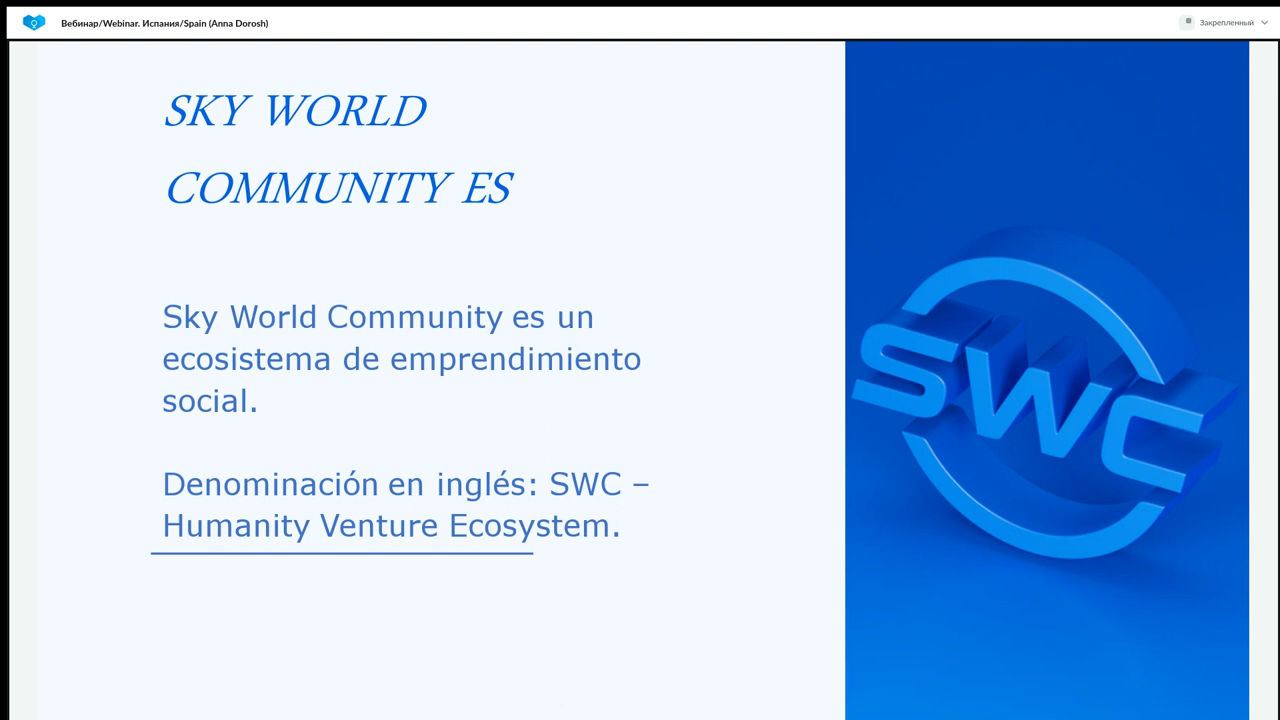 Вебинар/Webinar. Испания/Spain (Anna Dorosh)
Закрепленный
SKY WORLD
COMMUNITY ES
Sky World Community es un
ecosistema de emprendimiento
social.
Denominación en inglés: SWC –
Humanity Venture Ecosystem.
SWC